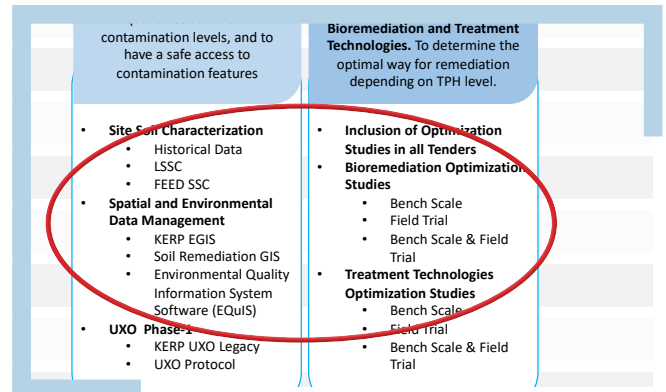 contamination levels, and to
have a safe access to
contamination features
Bioremediation and Treatment
Technologies. To determine the
optimal way for remediation
depending on TPH level.
• Site Soil Characterization
• Historical Data
• LSSC
• FEED SSC
• Spatial and Environmental
Data Management
• KERP EGIS
• Soil Remediation GIS
• Environmental Quality
Information System
Software (EQuIS)
• UXO Phase-1
• KERP UXO Legacy
• UXO Protocol
• Inclusion of Optimization
Studies in all Tenders
• Bioremediation Optimization
Studies
• Bench Scale
• Field Trial
• Bench Scale & Field
Trial
• Treatment Technologies
Optimization Studies
• Bench Scale
• Field Trial
• Bench Scale & Field
Trial